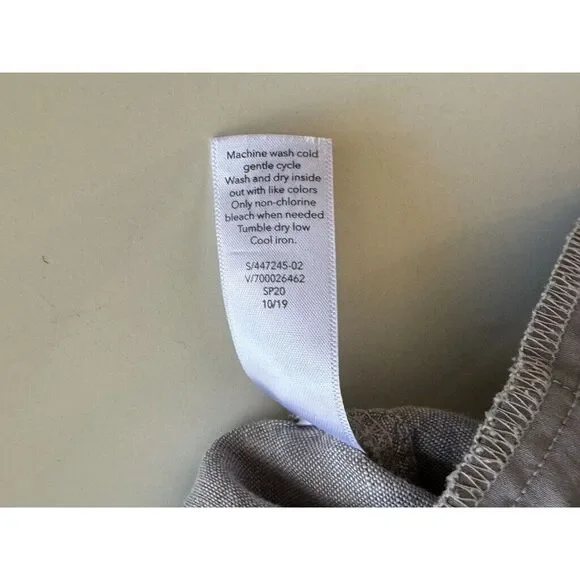 Machine wash cold
gentle cycle
Wash and dry inside
out with like colors
Only non-chlorine
bleach when needed
Tumble dry low
Cool iron.
S/447245-02
V/700026462
SP20
10/19